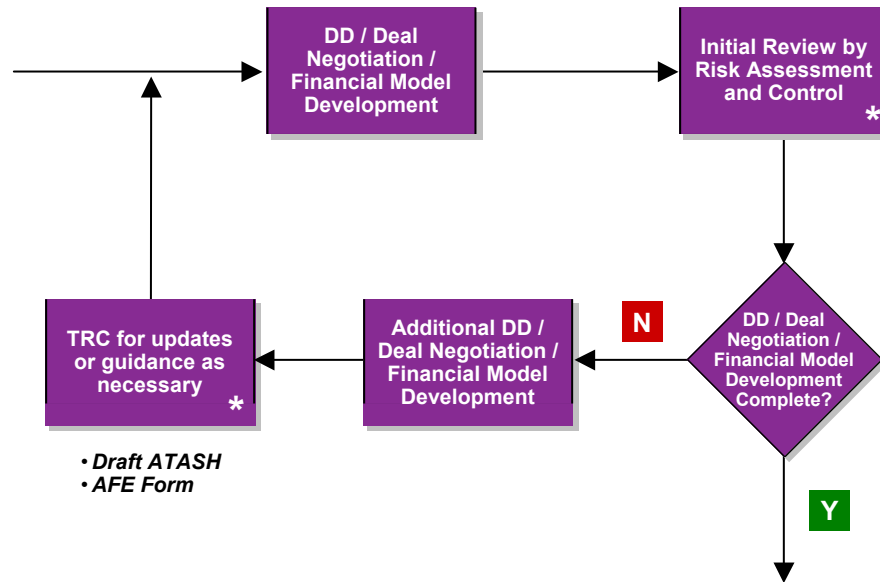 DD / Deal
Negotiation /
Financial Model
Development
Initial Review by
Risk Assessment
and Control
*
DD / Deal
Negotiation /
Financial Model
Development
Complete?
N
Additional DD /
Deal Negotiation /
Financial Model
Development
TRC for updates
or guidance as
necessary
*
• Draft ATASH
• AFE Form
Y